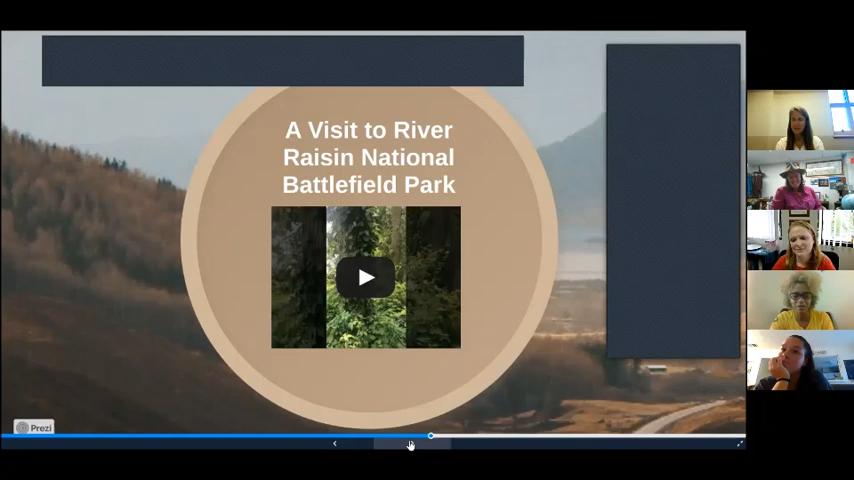 A Visit to River
Raisin National
Battlefield Park
Prezi